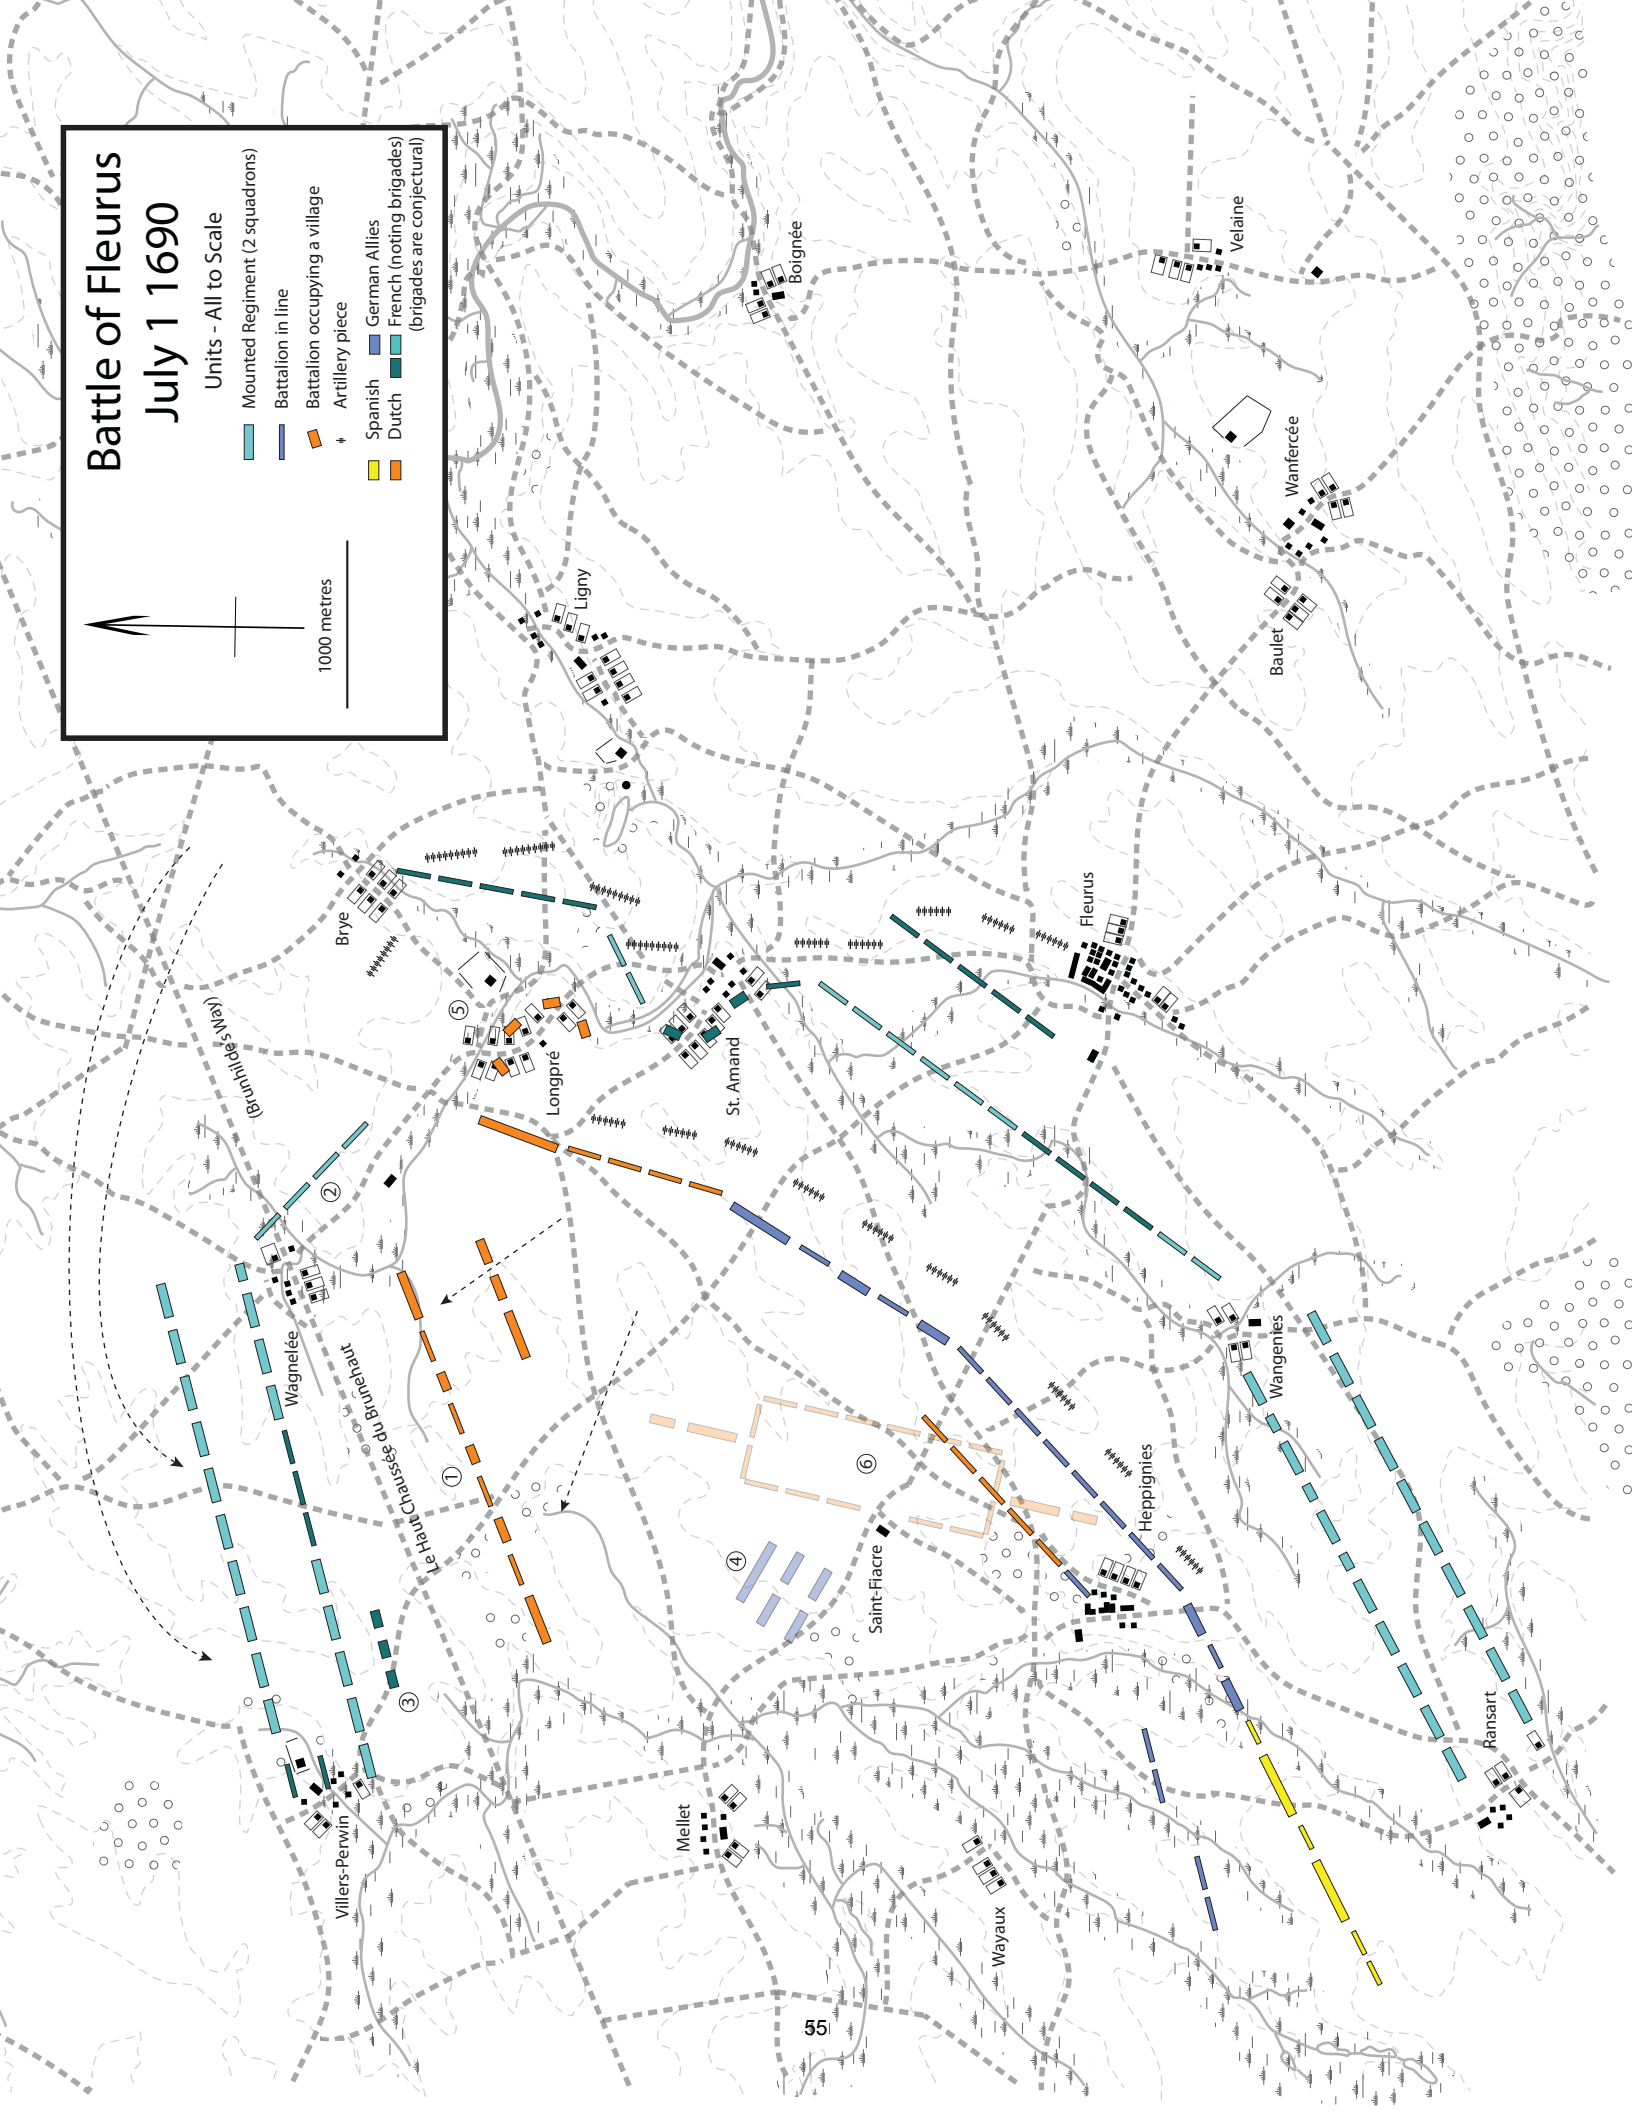 Battle of Fleurus
July 1 1690
Units - All to Scale
Mounted Regiment (2 squadrons)
Battalion in line
Battalion occupying a village
Artillery piece
Spanish
German Allies
Dutch
French (noting brigades)
(brigades are conjectural)
1000 metres
Villers-Perwin
Wagnelée
Brye
(Brunhilde's Way)
Le Haut Chaussée du Brunehaut
1
2
3
4
5
6
Longpré
Ligny
St. Amand
Boignée
Mellet
Saint-Fiacre
Wayaux
Heppignies
Fleurus
Velaine
Wanfercée
Baulet
Wangenies
Ransart
55